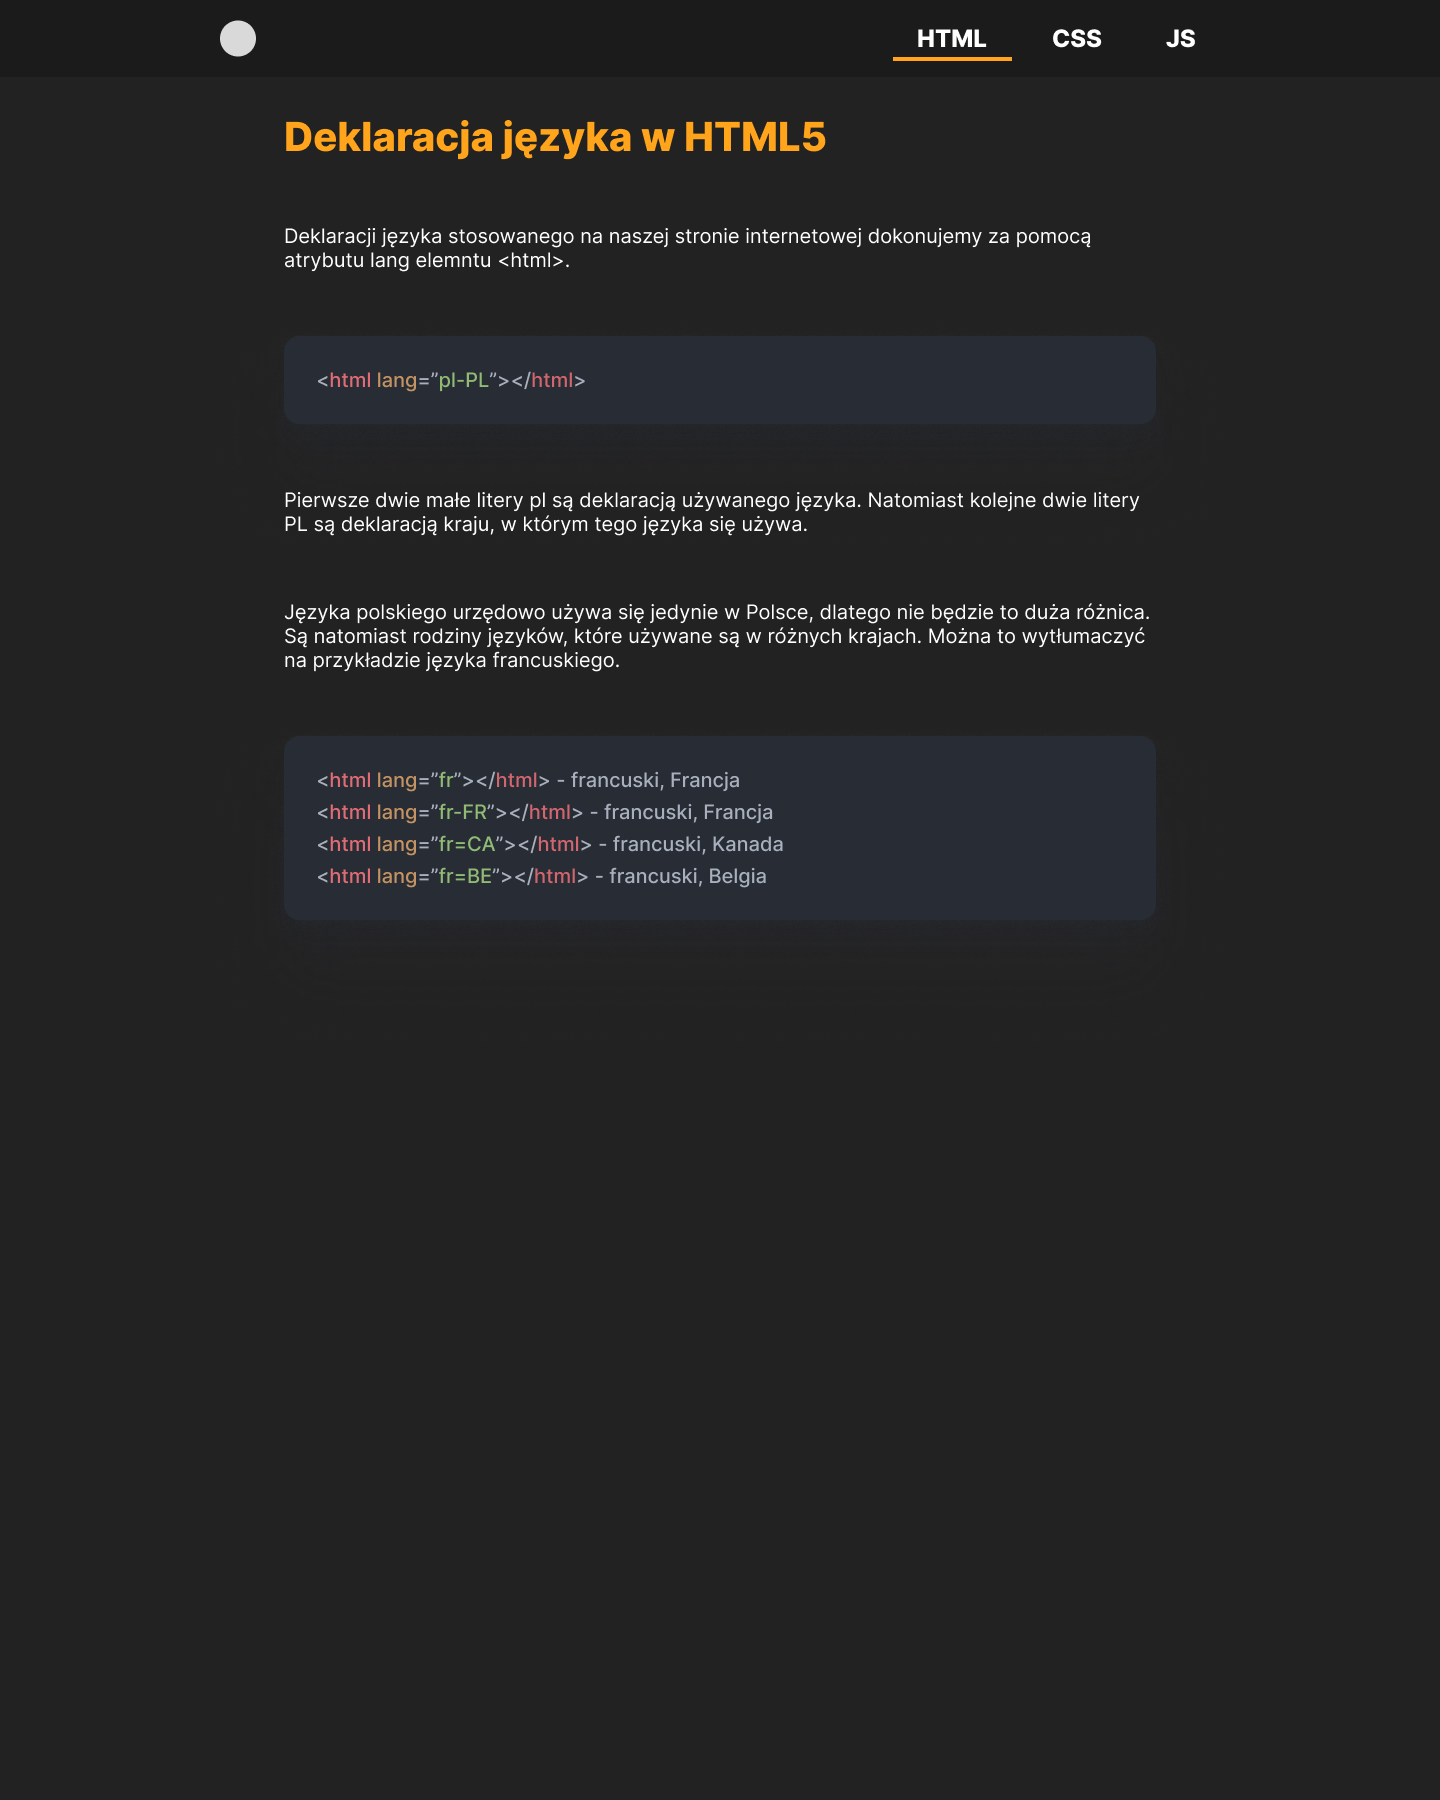 HTML CSS JS
Deklaracja języka w HTML5
Deklaracji języka stosowanego na naszej stronie internetowej dokonujemy za pomocą
atrybutu lang elemntu <html>.
<html lang=”pl-PL”></html>
Pierwsze dwie małe litery pl są deklaracją używanego języka. Natomiast kolejne dwie litery
PL są deklaracją kraju, w którym tego języka się używa.
Języka polskiego urzędowo używa się jedynie w Polsce, dlatego nie będzie to duża różnica.
Są natomiast rodziny języków, które używane są w różnych krajach. Można to wytłumaczyć
na przykładzie języka francuskiego.
<html lang=”fr”></html> - francuski, Francja
<html lang=”fr-FR”></html> - francuski, Francja
<html lang=”fr=CA”></html> - francuski, Kanada
<html lang=”fr=BE”></html> - francuski, Belgia